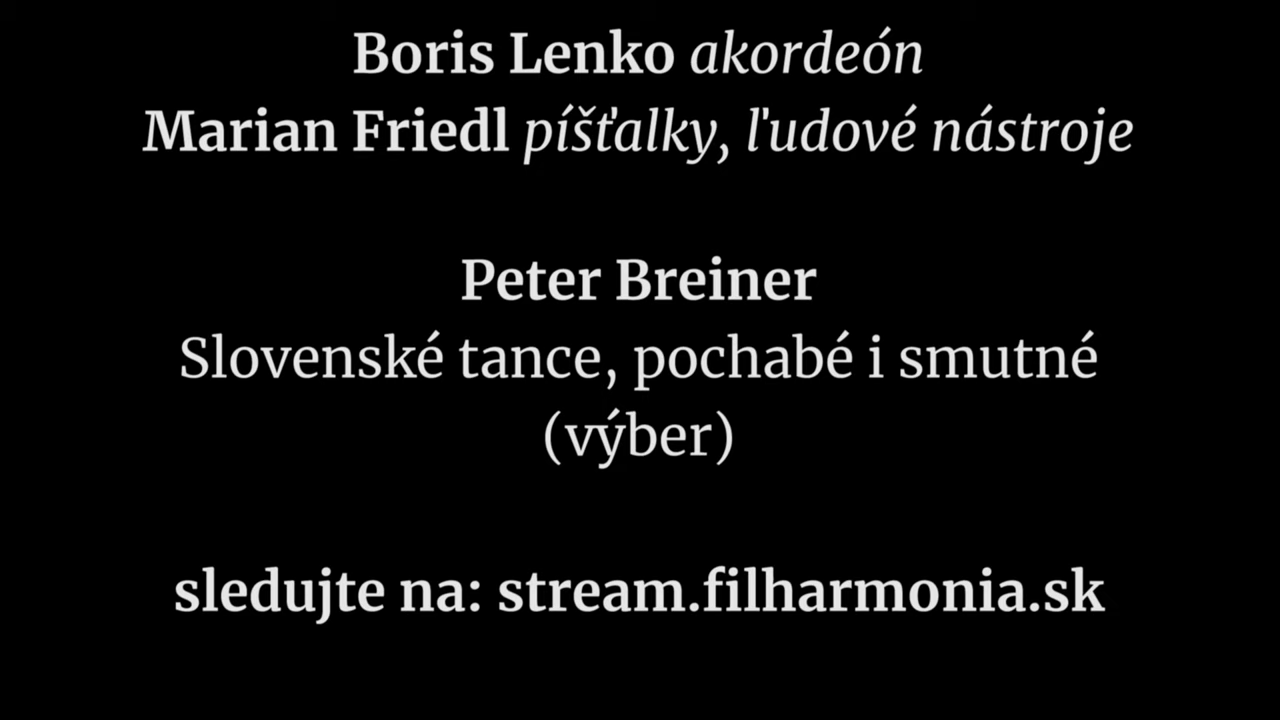 Boris Lenko akordeón
Marian Friedl píšťalky, ľudové nástroje
Peter Breiner
Slovenské tance, pochabé i smutné
(výber)
sledujte na: stream.filharmonia.sk